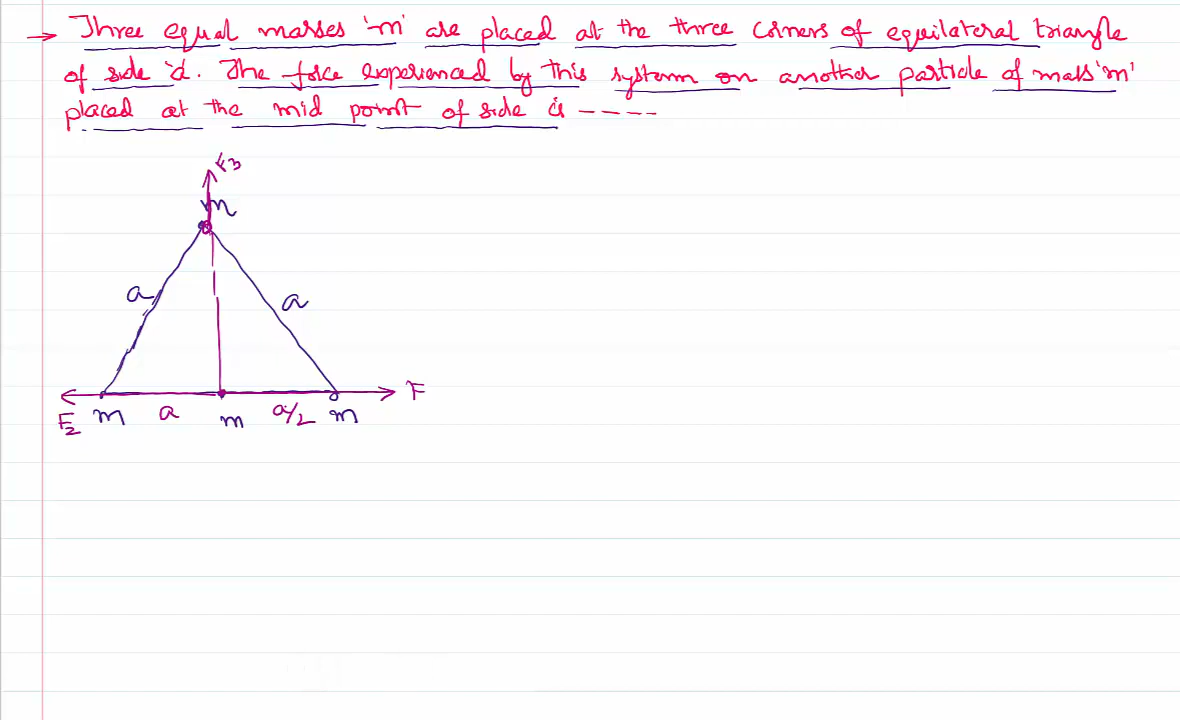 → Three equal masses 'm' are placed at the three corners of equilateral triangle
of side 'a'. The force experienced by this system on another particle of mass 'm'
placed at the mid point of side is -----
F3
m
a
a
F
F2
m
a
m
a/2
m